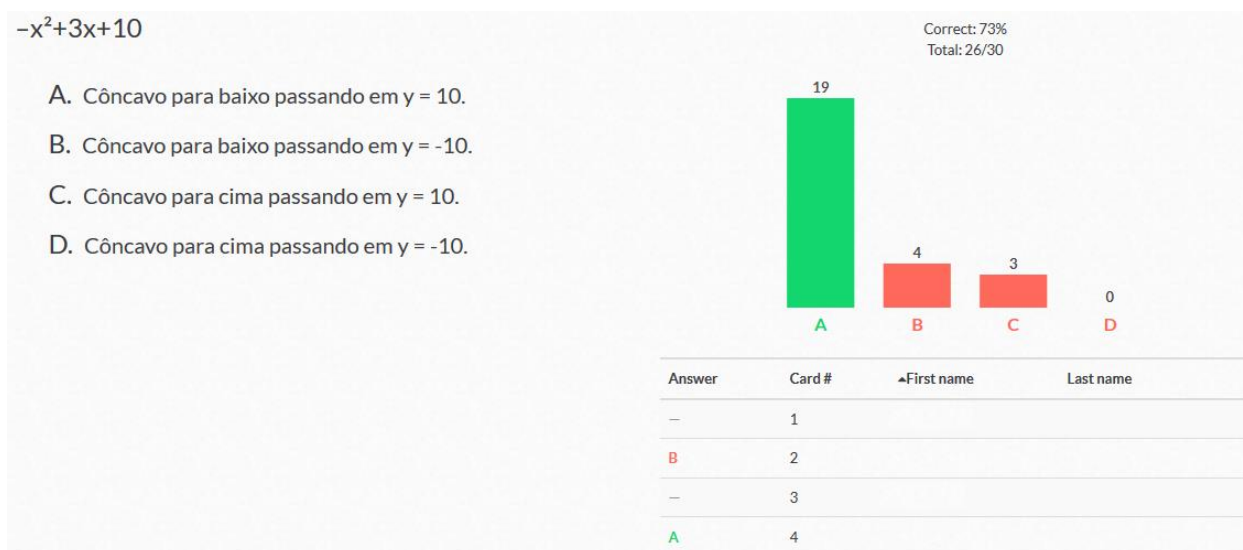 −x²+3x+10
A. Côncavo para baixo passando em y = 10.
B. Côncavo para baixo passando em y = -10.
C. Côncavo para cima passando em y = 10.
D. Côncavo para cima passando em y = -10.
Correct: 73%
Total: 26/30
19
4
3
0
A B C D
Answer Card # First name Last name
— 1
B 2
— 3
A 4